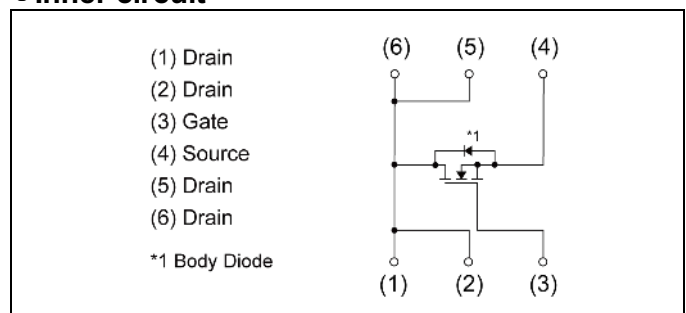 Inner circuit
(1) Drain
(2) Drain
(3) Gate
(4) Source
(5) Drain
(6) Drain
*1 Body Diode
(6) (5) (4)
*1
(1) (2) (3)